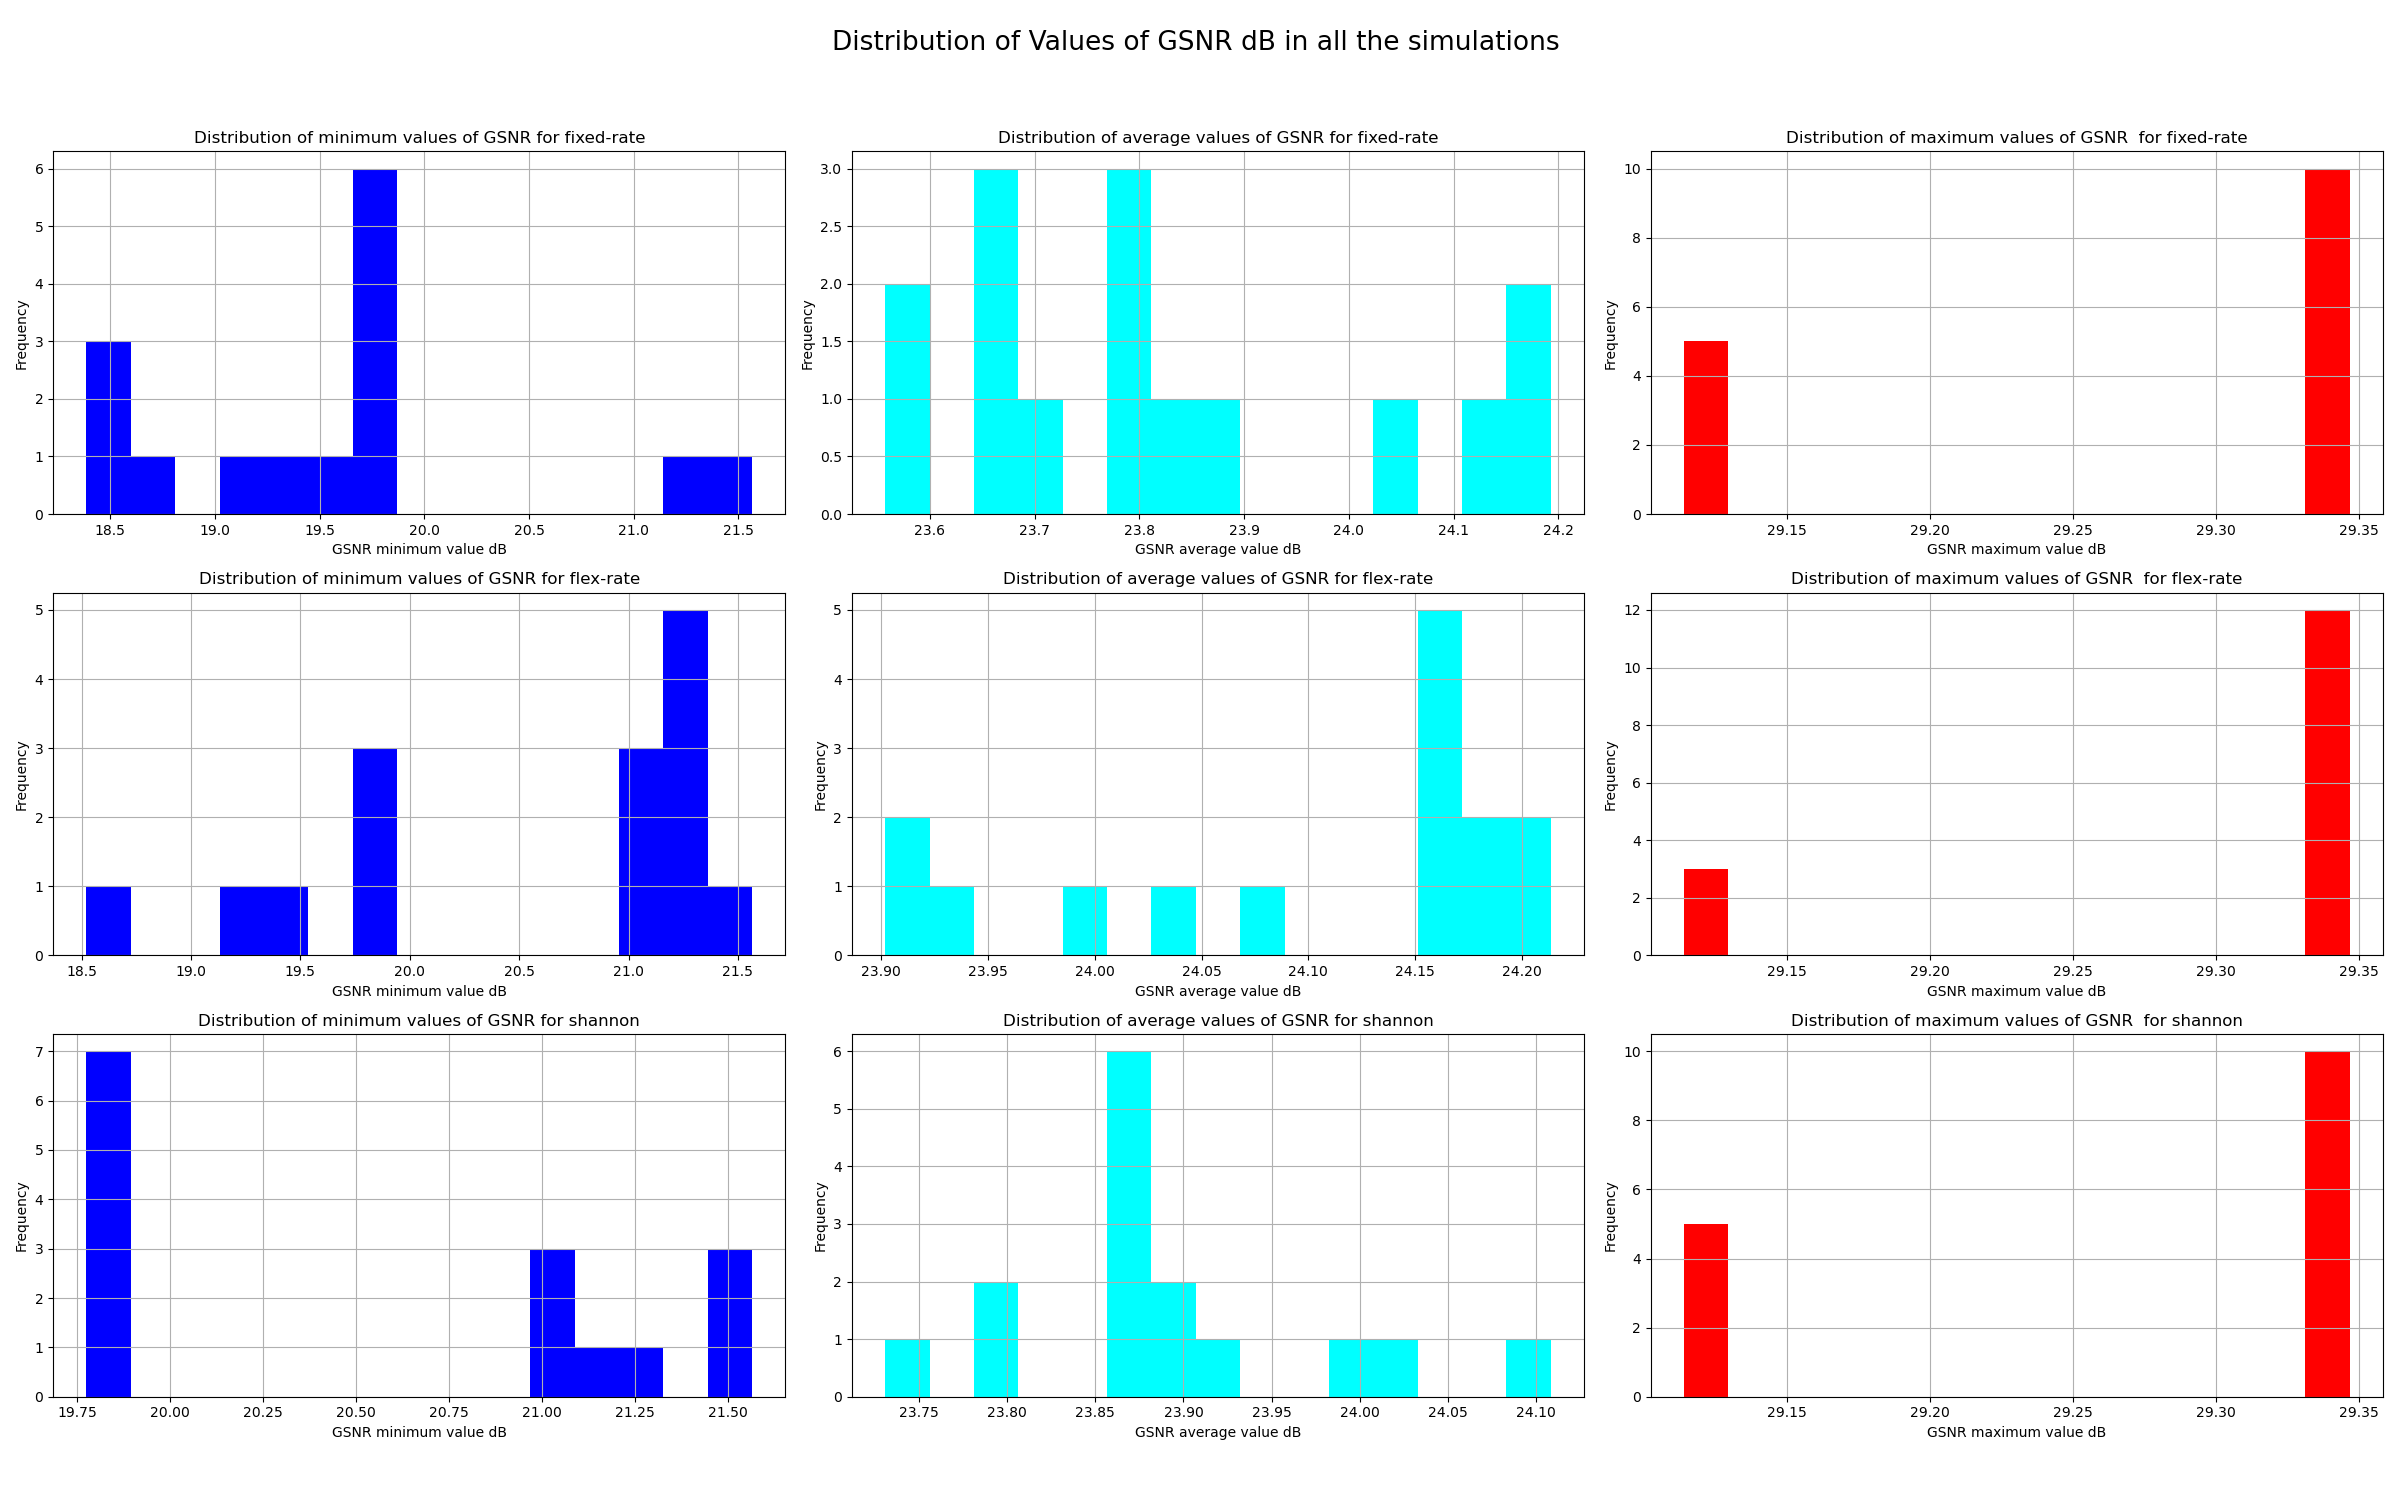 Distribution of Values of GSNR dB in all the simulations
Distribution of minimum values of GSNR for fixed-rate
Frequency
6
5
4
3
2
1
0
18.5 19.0 19.5 20.0 20.5 21.0 21.5
GSNR minimum value dB
Distribution of average values of GSNR for fixed-rate
Frequency
3.0
2.5
2.0
1.5
1.0
0.5
0.0
23.6 23.7 23.8 23.9 24.0 24.1 24.2
GSNR average value dB
Distribution of maximum values of GSNR  for fixed-rate
Frequency
10
8
6
4
2
0
29.15 29.20 29.25 29.30 29.35
GSNR maximum value dB
Distribution of minimum values of GSNR for flex-rate
Frequency
5
4
3
2
1
0
18.5 19.0 19.5 20.0 20.5 21.0 21.5
GSNR minimum value dB
Distribution of average values of GSNR for flex-rate
Frequency
5
4
3
2
1
0
23.90 23.95 24.00 24.05 24.10 24.15 24.20
GSNR average value dB
Distribution of maximum values of GSNR  for flex-rate
Frequency
12
10
8
6
4
2
0
29.15 29.20 29.25 29.30 29.35
GSNR maximum value dB
Distribution of minimum values of GSNR for shannon
Frequency
7
6
5
4
3
2
1
0
19.75 20.00 20.25 20.50 20.75 21.00 21.25 21.50
GSNR minimum value dB
Distribution of average values of GSNR for shannon
Frequency
6
5
4
3
2
1
0
23.75 23.80 23.85 23.90 23.95 24.00 24.05 24.10
GSNR average value dB
Distribution of maximum values of GSNR  for shannon
Frequency
10
8
6
4
2
0
29.15 29.20 29.25 29.30 29.35
GSNR maximum value dB